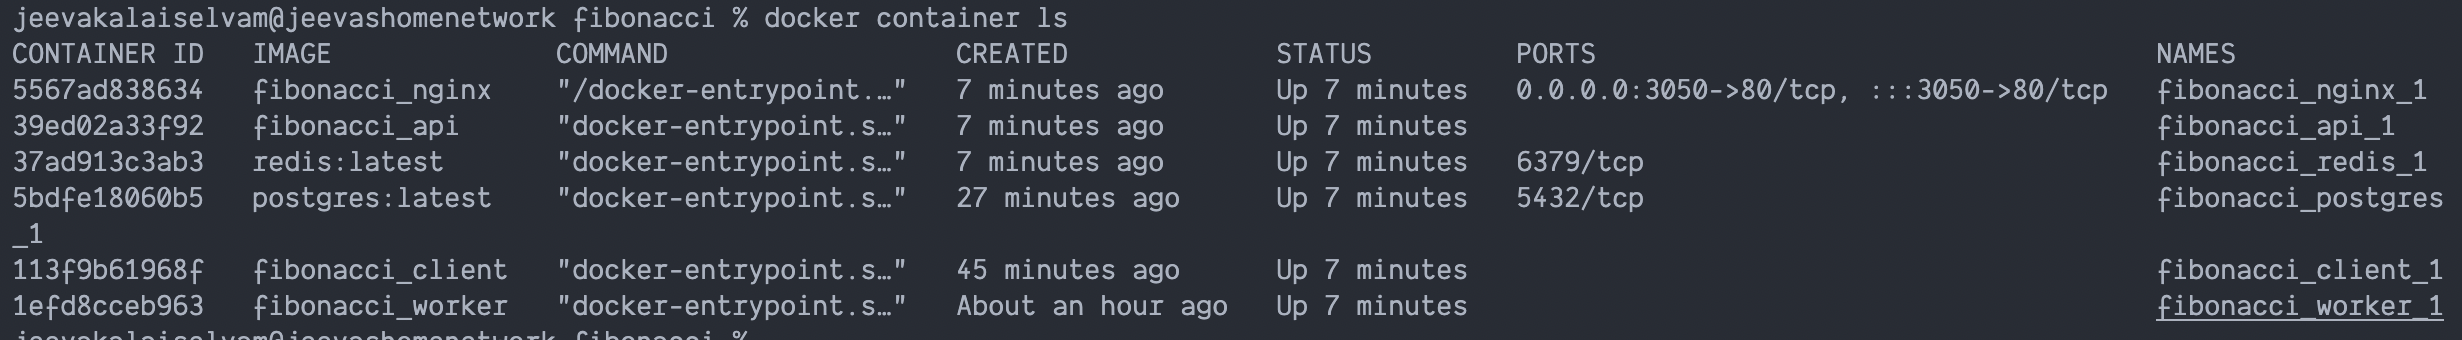 jeevakalaiselvam@jeevashomenetwork fibonacci % docker container ls
CONTAINER ID   IMAGE              COMMAND                  CREATED             STATUS         PORTS                                   NAMES
5567ad838634   fibonacci_nginx    "/docker-entrypoint.…"   7 minutes ago       Up 7 minutes   0.0.0.0:3050->80/tcp, :::3050->80/tcp   fibonacci_nginx_1
39ed02a33f92   fibonacci_api      "docker-entrypoint.s…"   7 minutes ago       Up 7 minutes                                           fibonacci_api_1
37ad913c3ab3   redis:latest       "docker-entrypoint.s…"   7 minutes ago       Up 7 minutes   6379/tcp                                fibonacci_redis_1
5bdfe18060b5   postgres:latest    "docker-entrypoint.s…"   27 minutes ago      Up 7 minutes   5432/tcp                                fibonacci_postgres
_1
113f9b61968f   fibonacci_client   "docker-entrypoint.s…"   45 minutes ago      Up 7 minutes                                           fibonacci_client_1
1efd8cceb963   fibonacci_worker   "docker-entrypoint.s…"   About an hour ago   Up 7 minutes                                           fibonacci_worker_1
jeevakalaiselvam@jeevashomenetwork fibonacci %